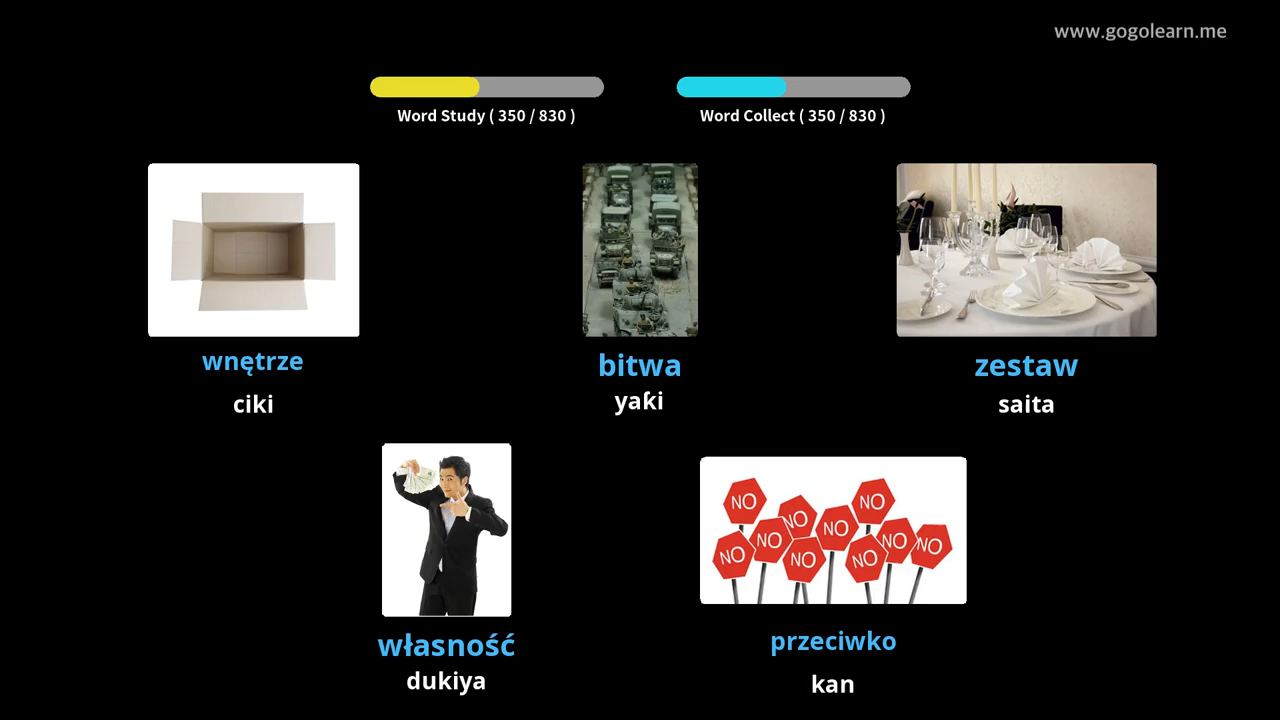 www.gogolearn.me
Word Study ( 350 / 830 )
Word Collect ( 350 / 830 )
wnętrze
ciki
bitwa
yaƙi
zestaw
saita
NO
NO
NO
NO
NO
NO
NO
NO
NO
NO
własność
dukiya
przeciwko
kan